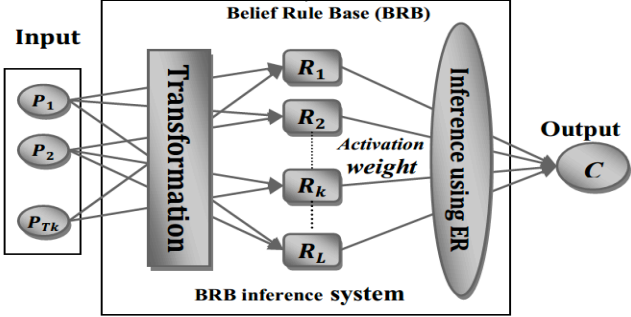 Belief Rule Base (BRB)
Input
P1
P2
PTk
Transformation
R1
R2
Rk
RL
Activation
weight
Inference using ER
Output
C
BRB inference system